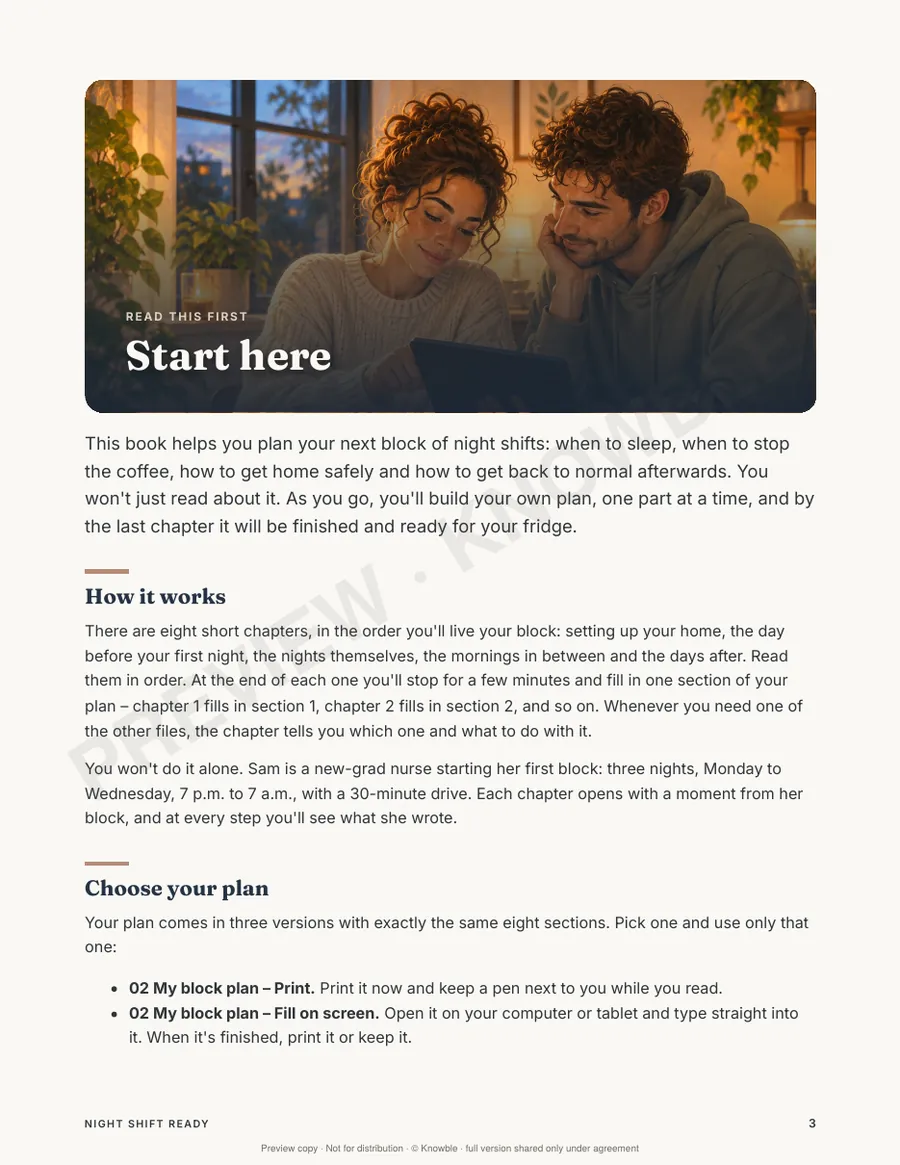 READ THIS FIRST
Start here
This book helps you plan your next block of night shifts: when to sleep, when to stop
the coffee, how to get home safely and how to get back to normal afterwards. You
won't just read about it. As you go, you'll build your own plan, one part at a time, and by
the last chapter it will be finished and ready for your fridge.
How it works
There are eight short chapters, in the order you'll live your block: setting up your home, the day
before your first night, the nights themselves, the mornings in between and the days after. Read
them in order. At the end of each one you'll stop for a few minutes and fill in one section of your
plan – chapter 1 fills in section 1, chapter 2 fills in section 2, and so on. Whenever you need one of
the other files, the chapter tells you which one and what to do with it.
You won't do it alone. Sam is a new-grad nurse starting her first block: three nights, Monday to
Wednesday, 7 p.m. to 7 a.m., with a 30-minute drive. Each chapter opens with a moment from her
block, and at every step you'll see what she wrote.
Choose your plan
Your plan comes in three versions with exactly the same eight sections. Pick one and use only that
one:
• 02 My block plan – Print. Print it now and keep a pen next to you while you read.
• 02 My block plan – Fill on screen. Open it on your computer or tablet and type straight into
it. When it's finished, print it or keep it.
NIGHT SHIFT READY 3
Preview copy · Not for distribution · © Knowble · full version shared only under agreement
PREVIEW ·